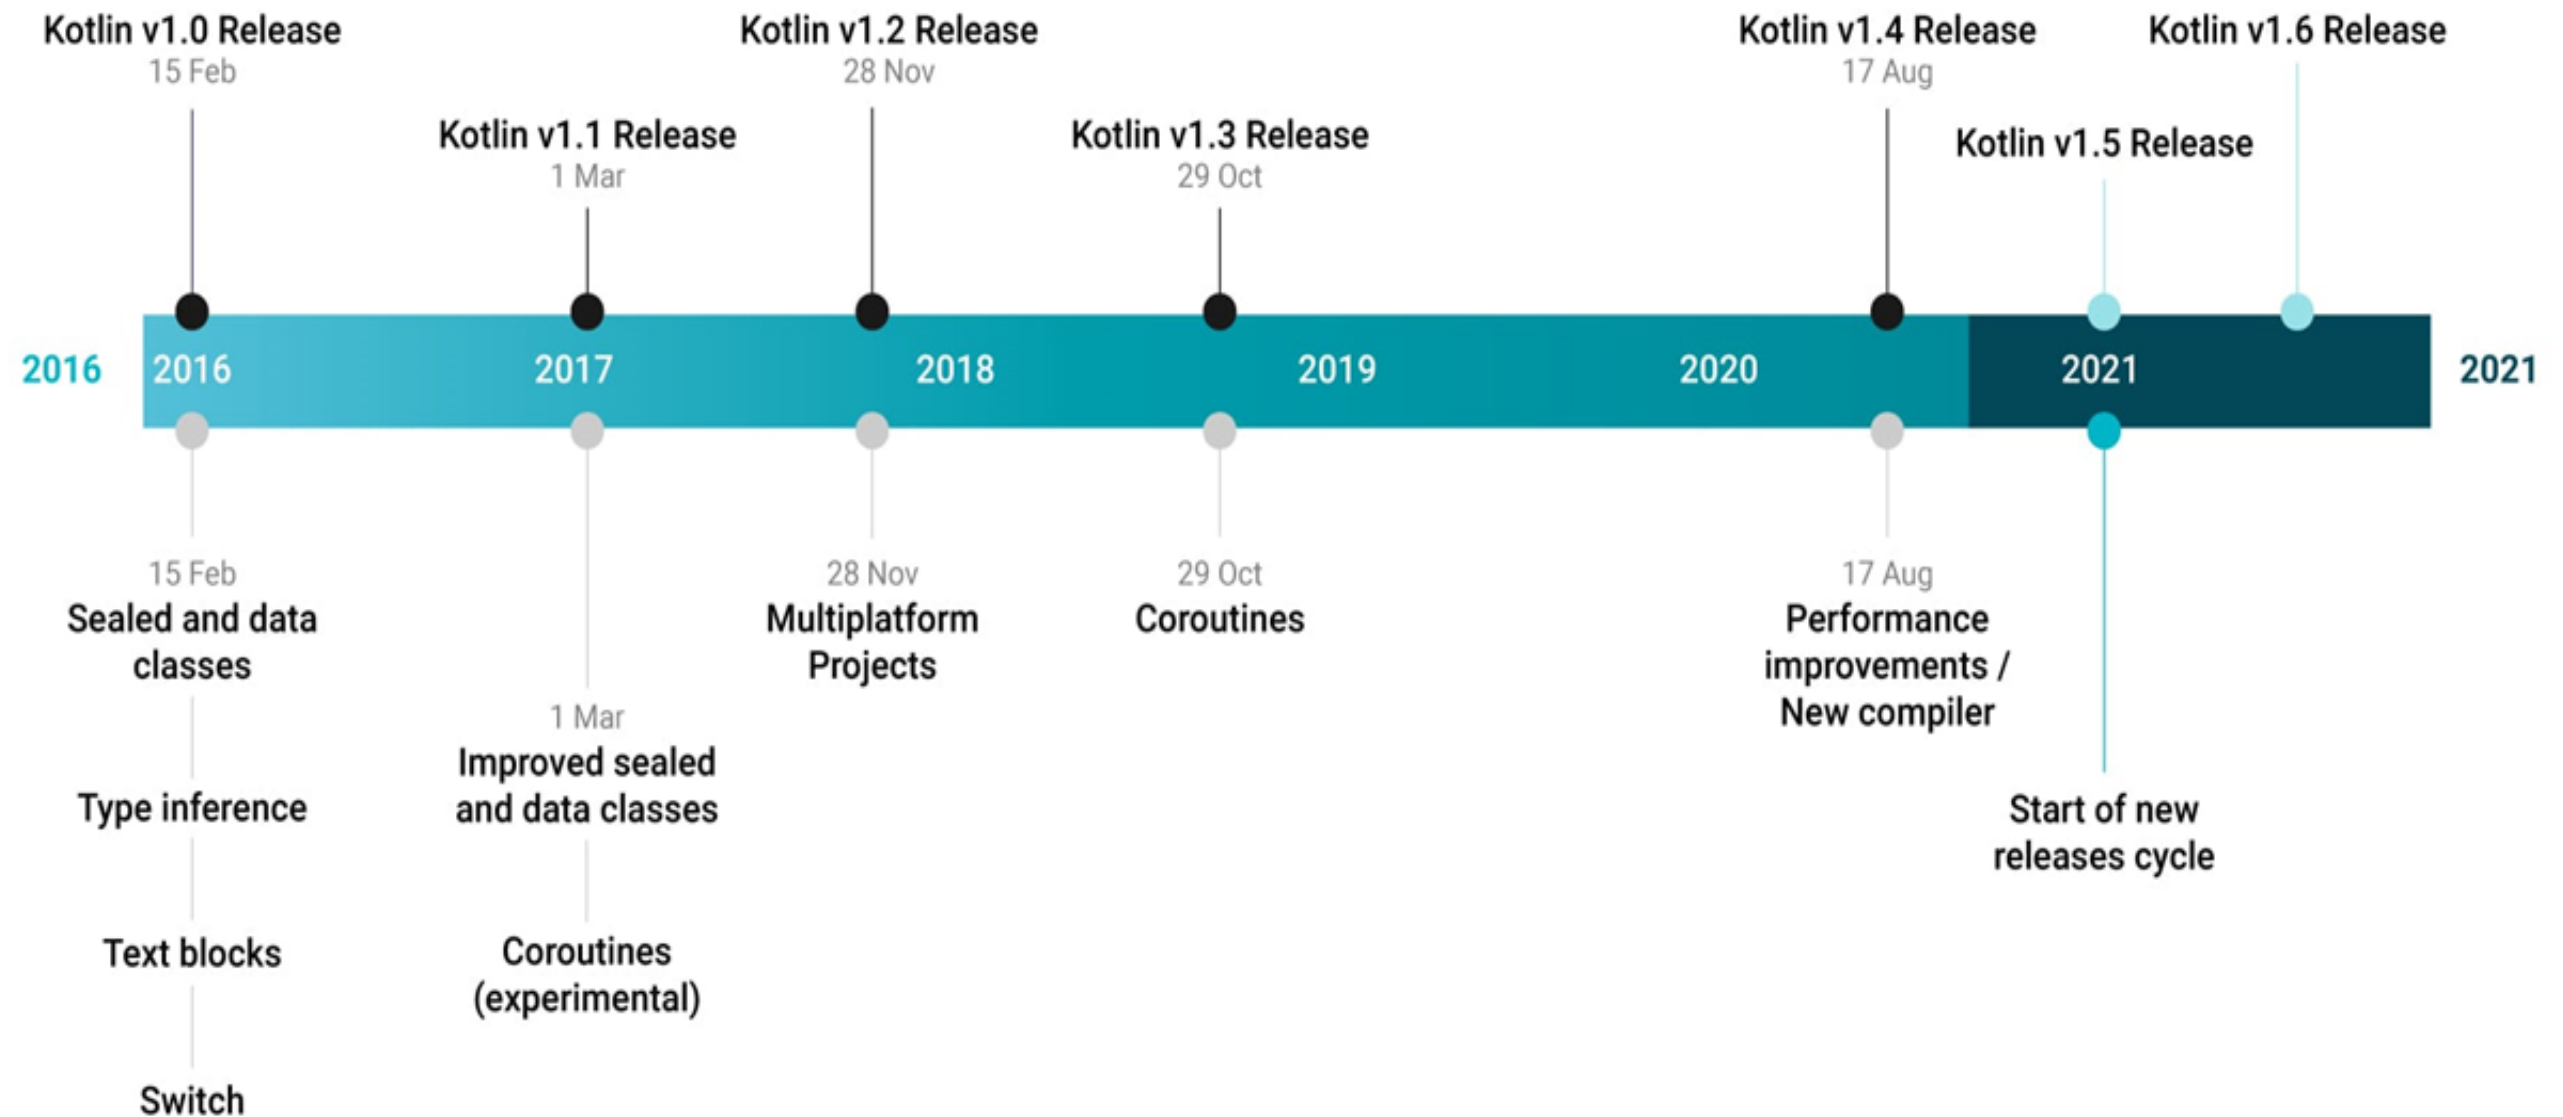 Kotlin v1.0 Release
15 Feb
Kotlin v1.1 Release
1 Mar
Kotlin v1.2 Release
28 Nov
Kotlin v1.3 Release
29 Oct
Kotlin v1.4 Release
17 Aug
Kotlin v1.5 Release
Kotlin v1.6 Release
2016
2016
2017
2018
2019
2020
2021
2021
15 Feb
Sealed and data
classes
Type inference
Text blocks
Switch
1 Mar
Improved sealed
and data classes
Coroutines
(experimental)
28 Nov
Multiplatform
Projects
29 Oct
Coroutines
17 Aug
Performance
improvements /
New compiler
Start of new
releases cycle